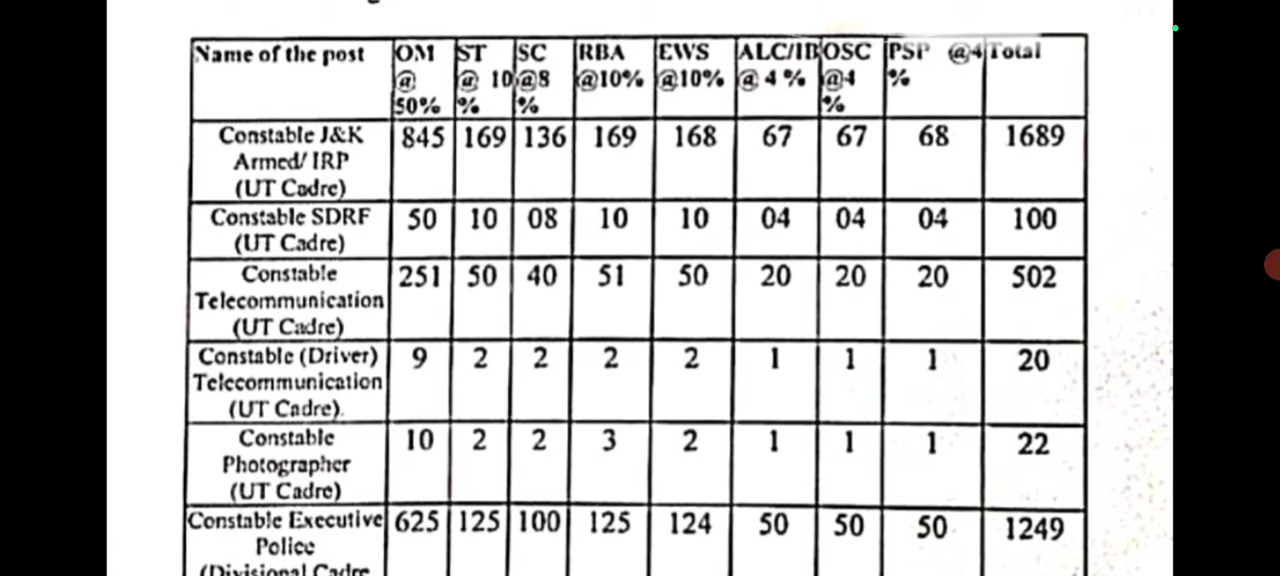 Name of the post OM ST SC RBA EWS ALC/IB OSC PSP @4 Total
@ @ 10 @8 @10% @10% @ 4 % @4 %
50% % % %
Constable J&K 845 169 136 169 168 67 67 68 1689
Armed/ IRP
(UT Cadre)
Constable SDRF 50 10 08 10 10 04 04 04 100
(UT Cadre)
Constable 251 50 40 51 50 20 20 20 502
Telecommunication
(UT Cadre)
Constable (Driver) 9 2 2 2 2 1 1 1 20
Telecommunication
(UT Cadre).
Constable 10 2 2 3 2 1 1 1 22
Photographer
(UT Cadre)
Constable Executive 625 125 100 125 124 50 50 50 1249
Police
(Divisional Cadre